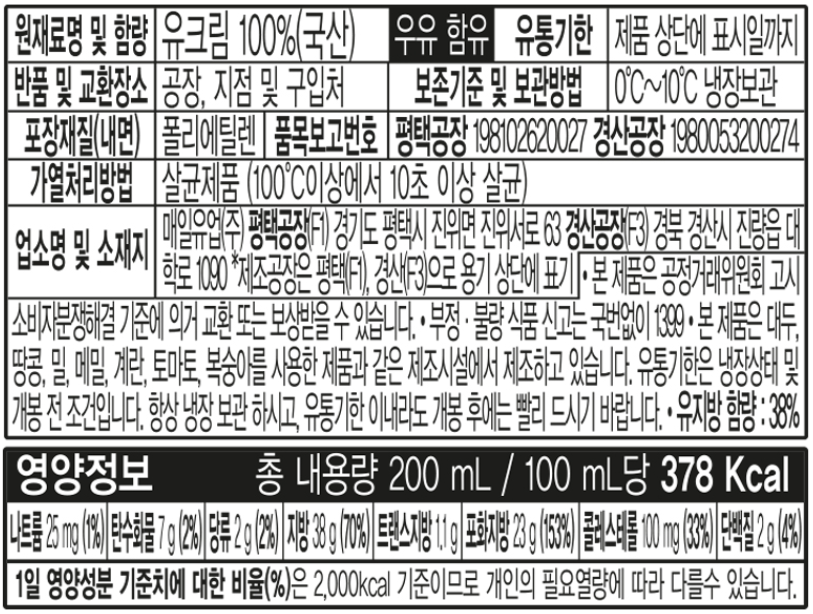 원재료명 및 함량 유크림 100%(국산) 우유 함유 유통기한 제품 상단에 표시일까지
반품 및 교환장소 공장, 지점 및 구입처 보존기준 및 보관방법 0℃~10℃ 냉장보관
포장재질(내면) 폴리에틸렌 품목보고번호 평택공장 198102620027 경산공장 19800053200274
가열처리방법 살균제품 (100℃이상에서 10초 이상 살균)
업소명 및 소재지 매일유업(주) 평택공장(F1) 경기도 평택시 진위면 진위서로 63 경산공장(F3) 경북 경산시 진량읍 대
학로 1090 *제조공장은 평택(F1), 경산(F3)으로 용기 상단에 표기 • 본 제품은 공정거래위원회 고시
소비자분쟁해결 기준에 의거 교환 또는 보상받을 수 있습니다. • 부정 · 불량 식품 신고는 국번없이 1399 • 본 제품은 대두,
땅콩, 밀, 메밀, 계란, 토마토, 복숭아를 사용한 제품과 같은 제조시설에서 제조하고 있습니다. 유통기한은 냉장상태 및
개봉 전 조건입니다. 항상 냉장 보관 하시고, 유통기한 이내라도 개봉 후에는 빨리 드시기 바랍니다. • 유지방 함량 : 38%
영양정보 총 내용량 200 mL / 100 mL당 378 Kcal
나트륨 25 mg (1%) 탄수화물 7 g (2%) 당류 2 g (2%) 지방 38 g (70%) 트랜스지방 1.1 g 포화지방 23 g (153%) 콜레스테롤 100 mg (33%) 단백질 2 g (4%)
1일 영양성분 기준치에 대한 비율(%)은 2,000kcal 기준이므로 개인의 필요열량에 따라 다를수 있습니다.